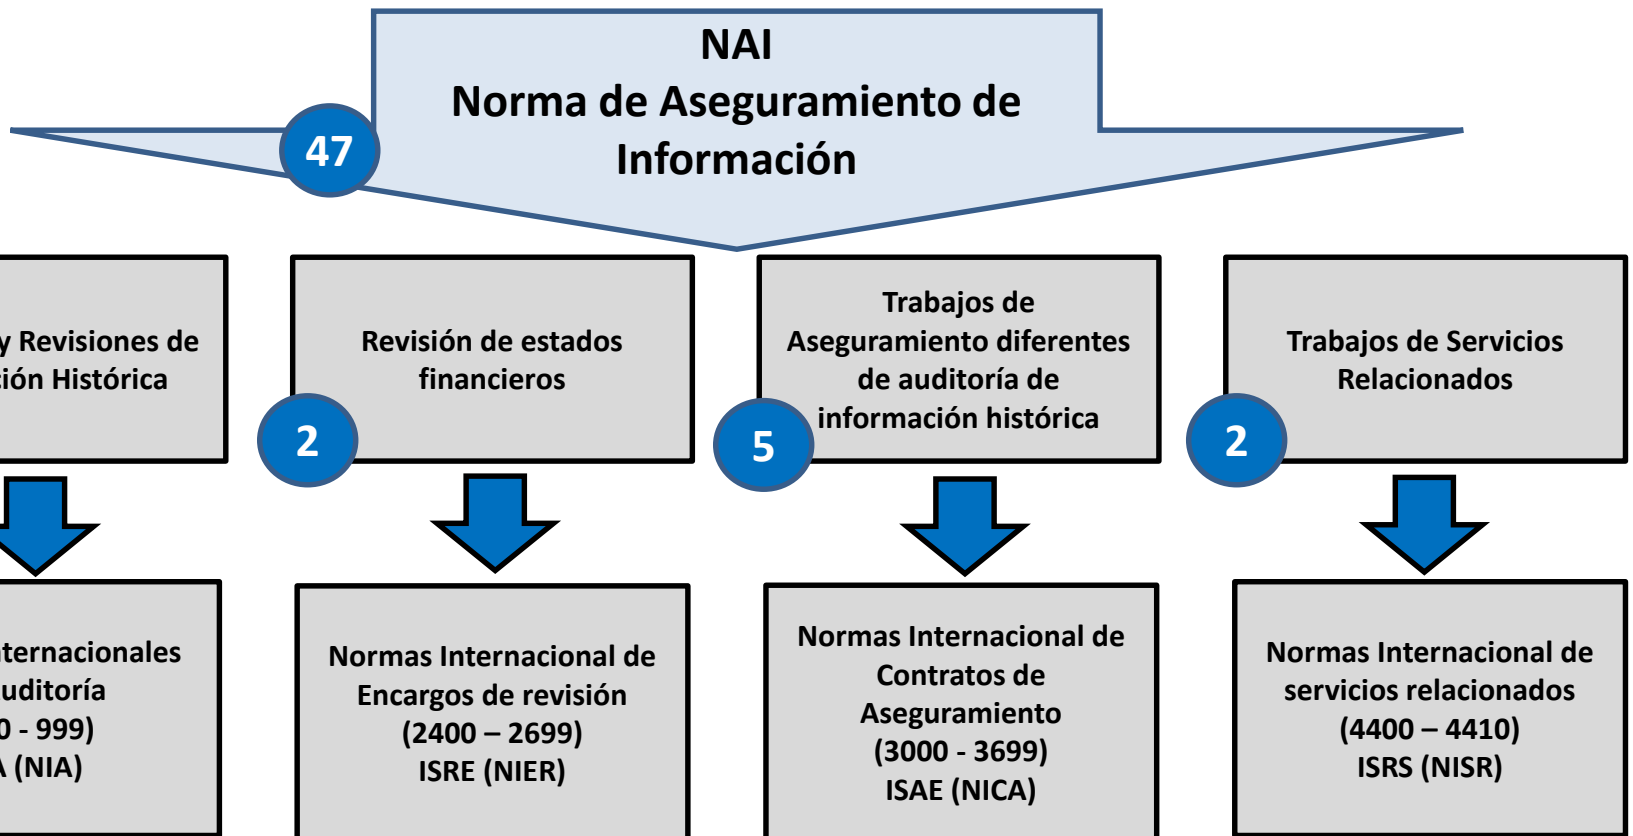 NAI
Norma de Aseguramiento de
Información
47
y Revisiones de
ción Histórica
Revisión de estados
financieros
2
Trabajos de
Aseguramiento diferentes
de auditoría de
información histórica
5
Trabajos de Servicios
Relacionados
2
nternacionales
uditoría
0 - 999)
A (NIA)
Normas Internacional de
Encargos de revisión
(2400 – 2699)
ISRE (NIER)
Normas Internacional de
Contratos de
Aseguramiento
(3000 - 3699)
ISAE (NICA)
Normas Internacional de
servicios relacionados
(4400 – 4410)
ISRS (NISR)